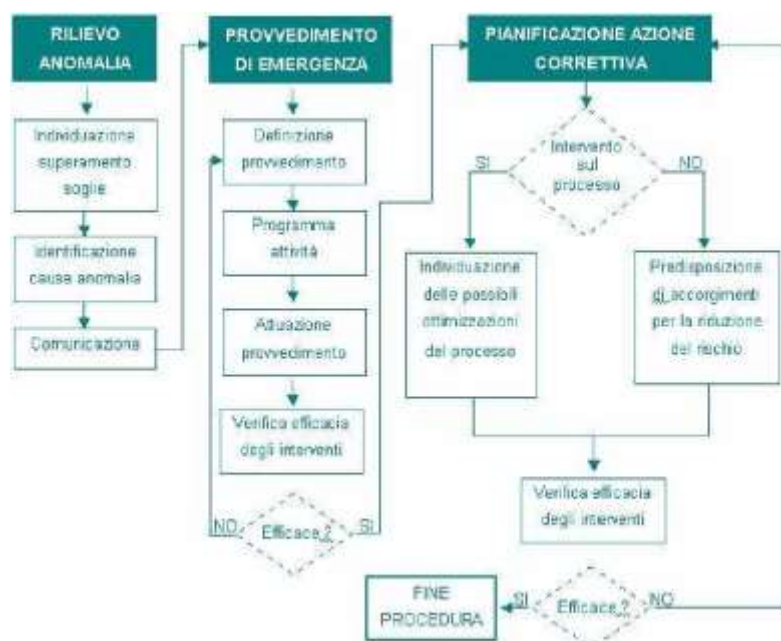 RILIEVO
ANOMALIA
Individuazione
superamento
soglie
Identificazione
cause anomalia
Comunicazione
PROVVEDIMENTO
DI EMERGENZA
Definizione
provvedimento
Programma
attività
Attuazione
provvedimento
Verifica efficacia
degli interventi
NO
Efficace ?
SI
PIANIFICAZIONE AZIONE
CORRETTIVA
Intervento
sul
processo
SI
NO
Individuazione
delle possibili
ottimizzazioni
del processo
Predisposizione
di accorgimenti
per la riduzione
del rischio
Verifica efficacia
degli interventi
Efficace ?
SI
NO
FINE
PROCEDURA